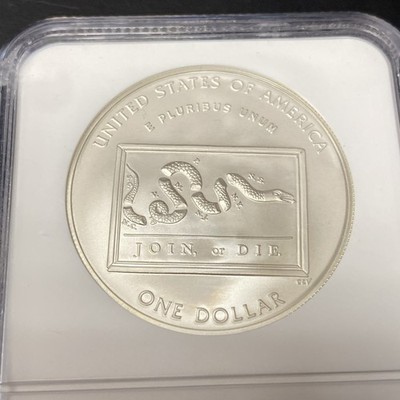 UNITED STATES OF AMERICA
E PLURIBUS UNUM
JOIN, or DIE.
ONE DOLLAR